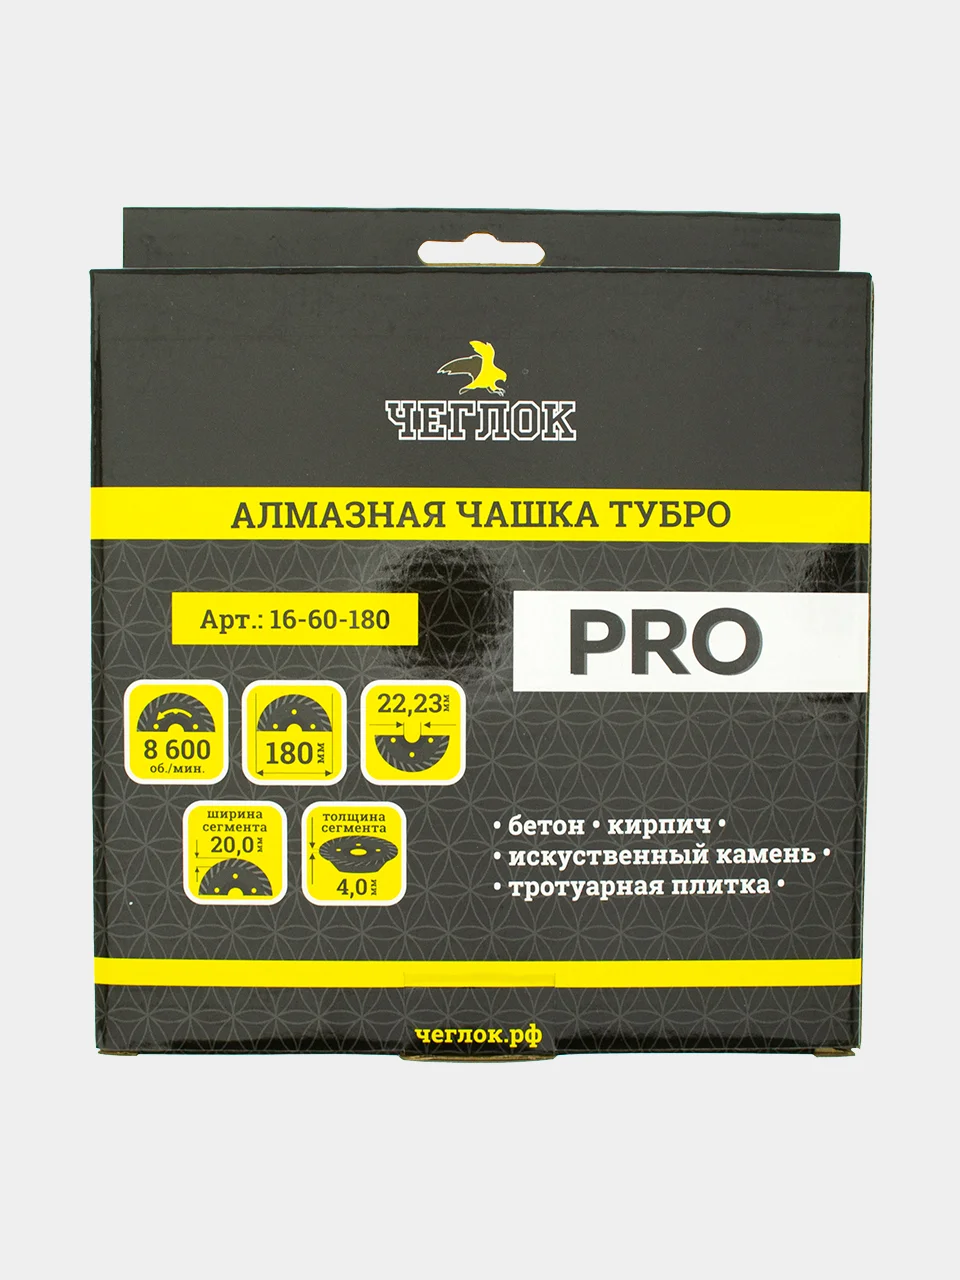 ЧЕГЛОК
АЛМАЗНАЯ ЧАШКА ТУБРО
Арт.: 16-60-180
PRO
8 600
об./мин.
180 мм
22,23 мм
ширина
сегмента
20,0 мм
толщина
сегмента
4,0 мм
• бетон • кирпич •
• искуственный камень •
• тротуарная плитка •
чеглок.рф